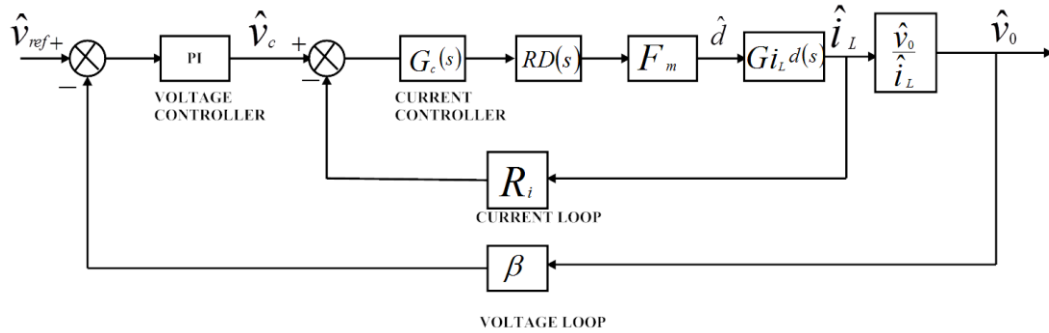 v̂ref + PI v̂c + Gc(s) RD(s) Fm d̂ GiLd(s) îL v̂0/îL v̂0
− −
VOLTAGE CONTROLLER
CURRENT CONTROLLER
Ri
CURRENT LOOP
β
VOLTAGE LOOP